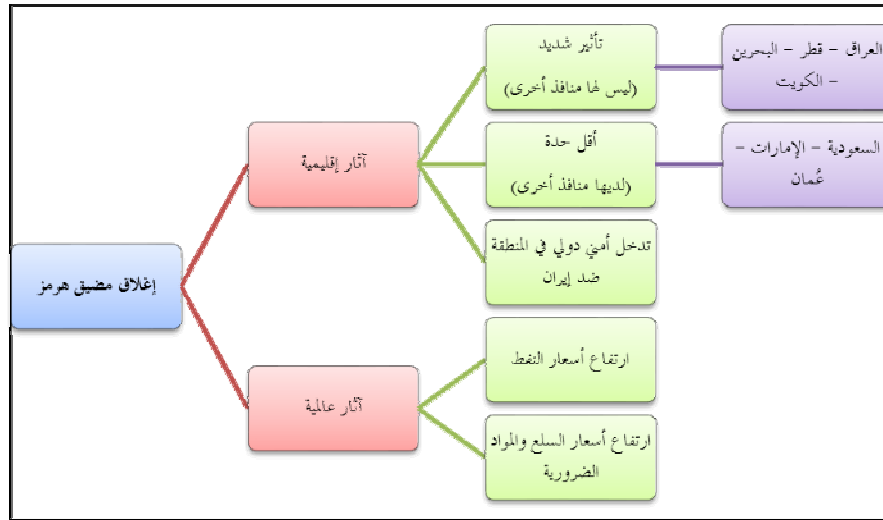 إغلاق مضيق هرمز
آثار إقليمية
تأثير شديد
(ليس لها منافذ أخرى)
العراق – قطر – البحرين
– الكويت
أقل حدة
(لديها منافذ أخرى)
السعودية – الإمارات –
عُمان
تدخل أمني دولي في المنطقة
ضد إيران
آثار عالمية
ارتفاع أسعار النفط
ارتفاع أسعار السلع والمواد
الضرورية